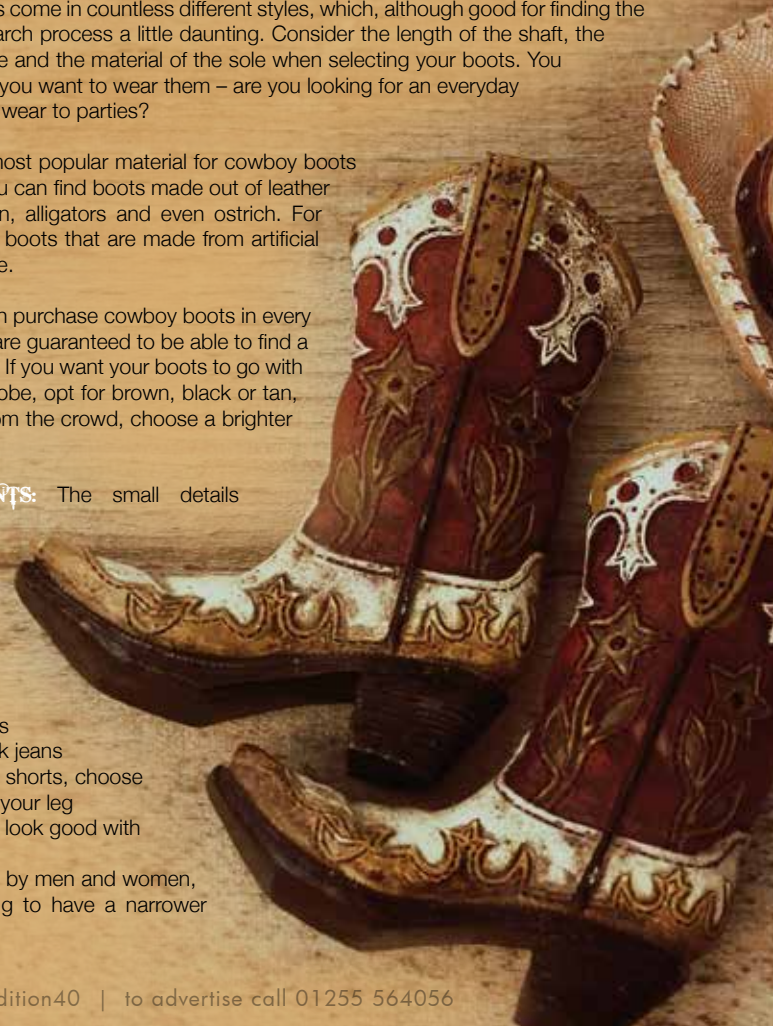 s come in countless different styles, which, although good for finding the
arch process a little daunting. Consider the length of the shaft, the
e and the material of the sole when selecting your boots. You
you want to wear them – are you looking for an everyday
wear to parties?
most popular material for cowboy boots
u can find boots made out of leather
n, alligators and even ostrich. For
boots that are made from artificial
e.
n purchase cowboy boots in every
are guaranteed to be able to find a
If you want your boots to go with
obe, opt for brown, black or tan,
om the crowd, choose a brighter
NTS: The small details
s
k jeans
shorts, choose
your leg
look good with
by men and women,
g to have a narrower
dition40 | to advertise call 01255 564056